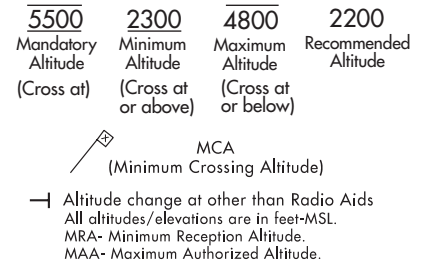 5500 2300 4800 2200
Mandatory Minimum Maximum Recommended
Altitude Altitude Altitude Altitude
(Cross at) (Cross at (Cross at
or above) or below)
MCA
(Minimum Crossing Altitude)
Altitude change at other than Radio Aids
All altitudes/elevations are in feet-MSL.
MRA- Minimum Reception Altitude.
MAA- Maximum Authorized Altitude.